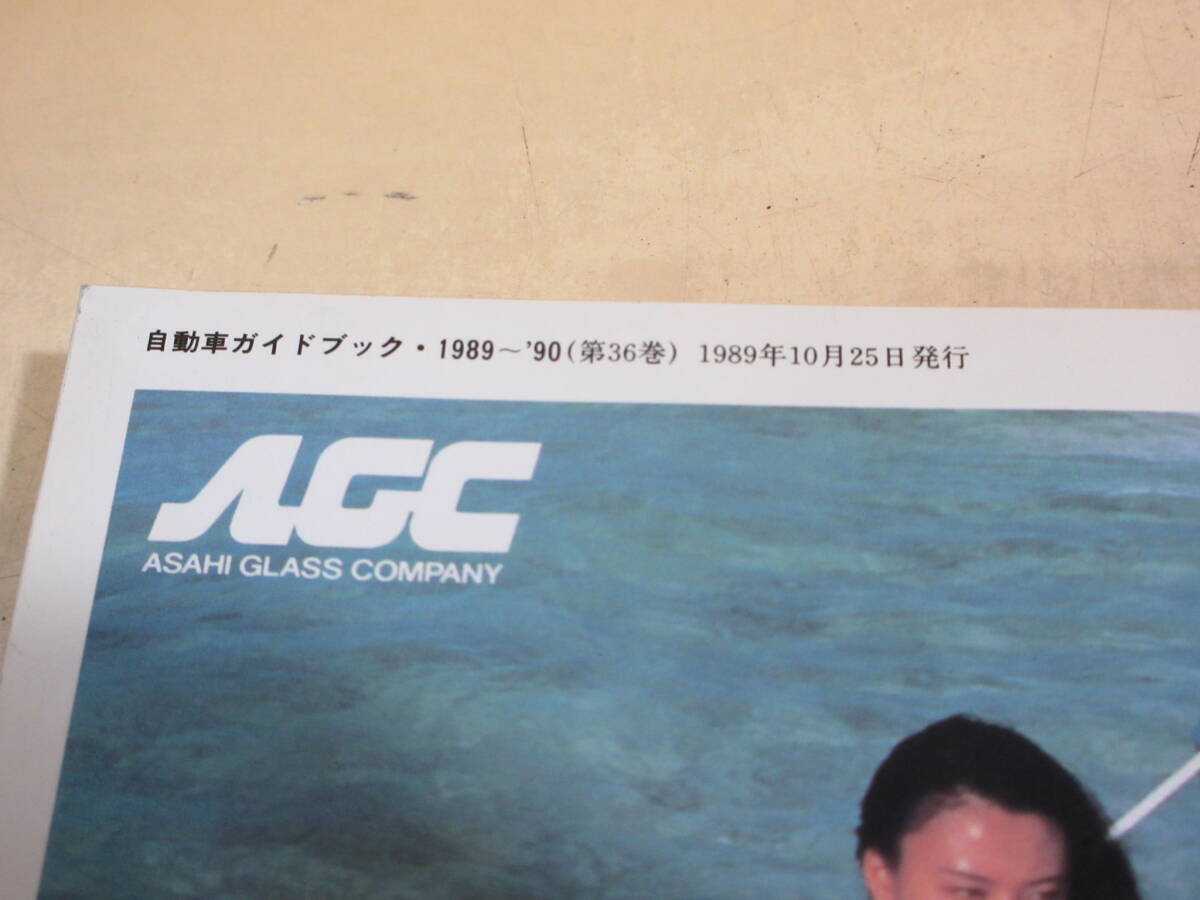 自動車ガイドブック・1989～'90(第36巻) 1989年10月25日発行
AGC
ASAHI GLASS COMPANY